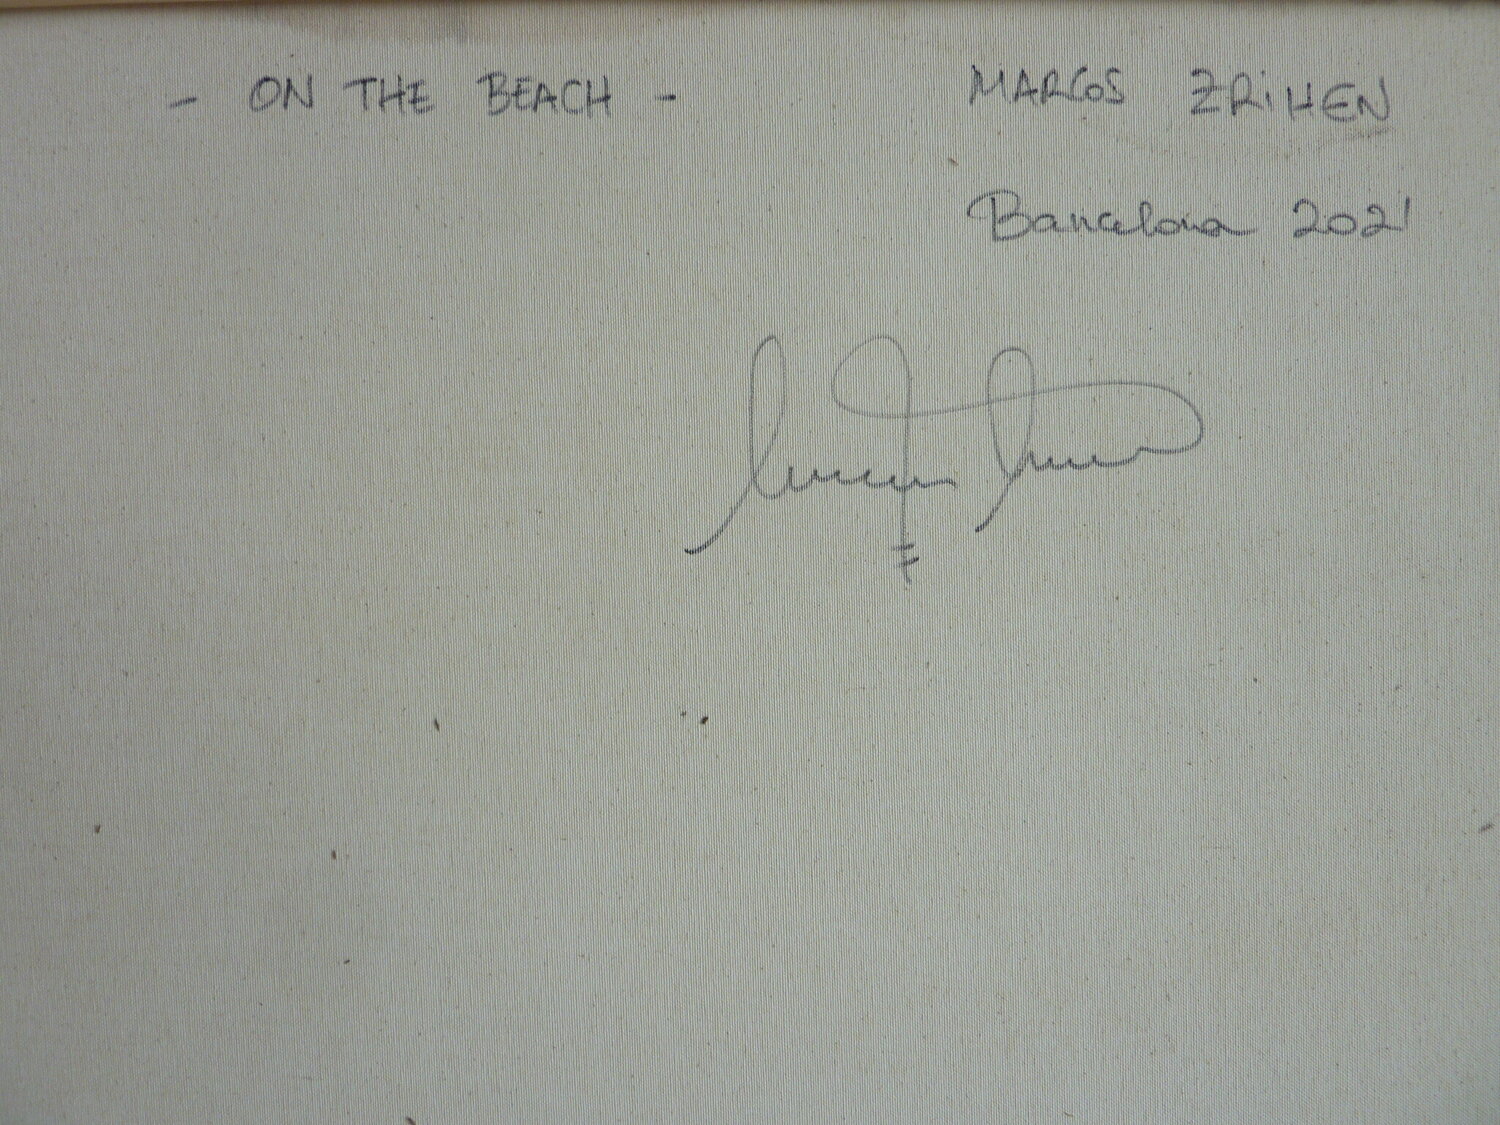 - ON THE BEACH -
MARCOS ZRiHEN
Barcelona 2021